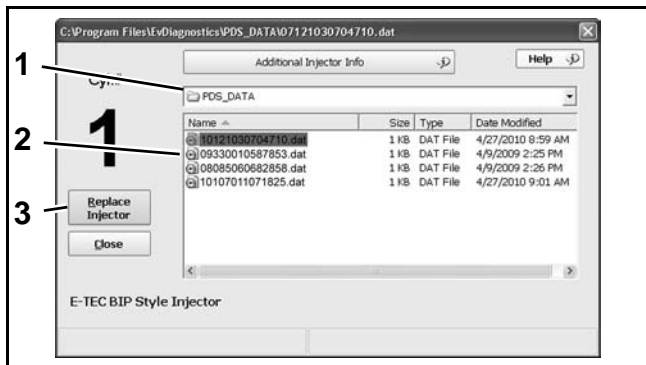 C:\Program Files\EvDiagnostics\PDS_DATA\07121030704710.dat
1
Additional Injector Info
Help
PDS_DATA
1
Name Size Type Date Modified
2
10121030704710.dat 1 KB DAT File 4/27/2010 8:59 AM
09330010587853.dat 1 KB DAT File 4/9/2009 2:25 PM
08085060682858.dat 1 KB DAT File 4/9/2009 2:26 PM
10107011071825.dat 1 KB DAT File 4/27/2010 9:01 AM
3
Replace
Injector
Close
E-TEC BIP Style Injector